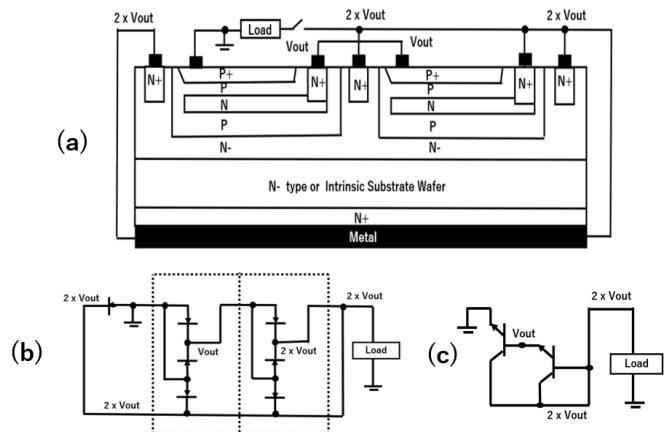 2 x Vout
Load
2 x Vout
2 x Vout
Vout
Vout
N+
P+
P
N
P
N-
N+
N+
P+
P
N
P
N-
N+
N+
(a)
N- type or Intrinsic Substrate Wafer
N+
Metal
2 x Vout
2 x Vout
Vout
2 x Vout
Load
(b)
2 x Vout
2 x Vout
Vout
(c)
Load
2 x Vout